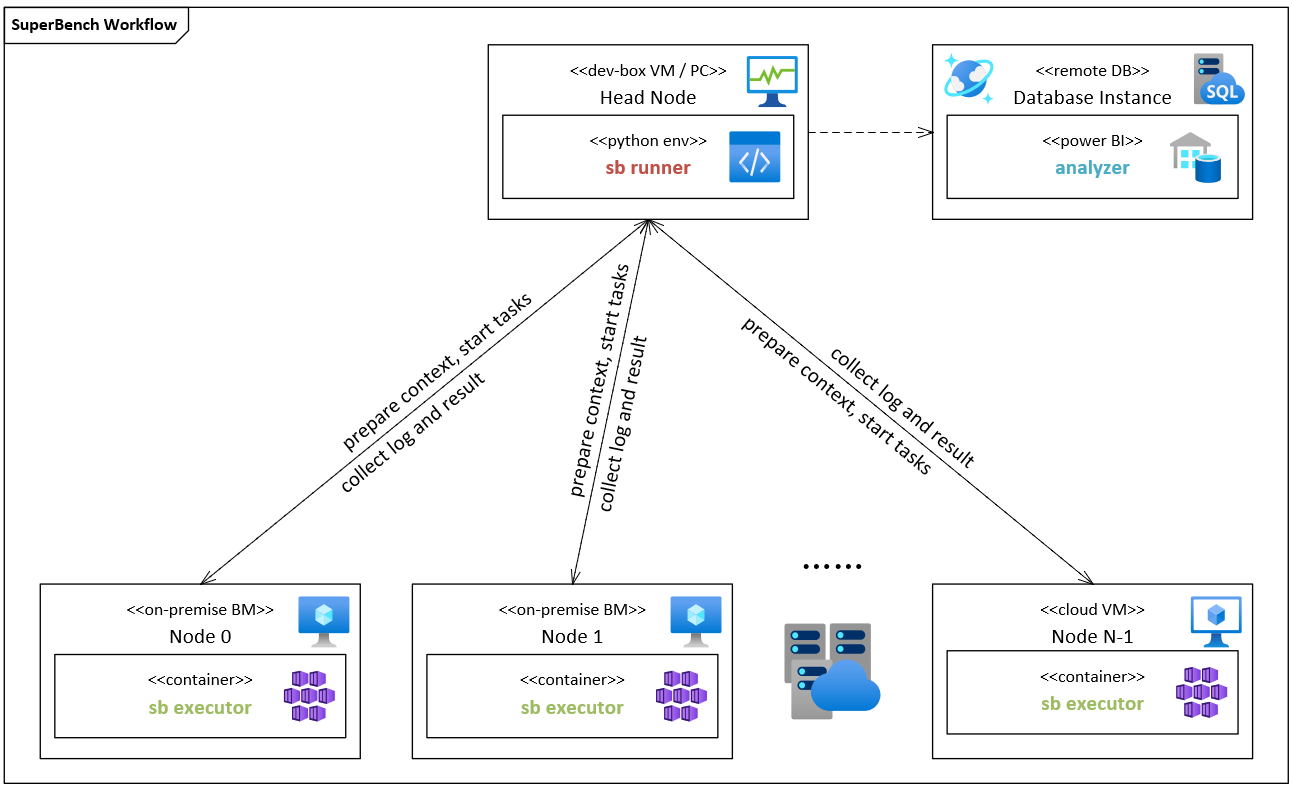 SuperBench Workflow
<<dev-box VM / PC>>
Head Node
<<python env>>
sb runner
<<remote DB>>
Database Instance
SQL
<<power BI>>
analyzer
prepare context, start tasks
collect log and result
prepare context, start tasks
collect log and result
collect log and result
prepare context, start tasks
<<on-premise BM>>
Node 0
<<container>>
sb executor
<<on-premise BM>>
Node 1
<<container>>
sb executor
......
<<cloud VM>>
Node N-1
<<container>>
sb executor